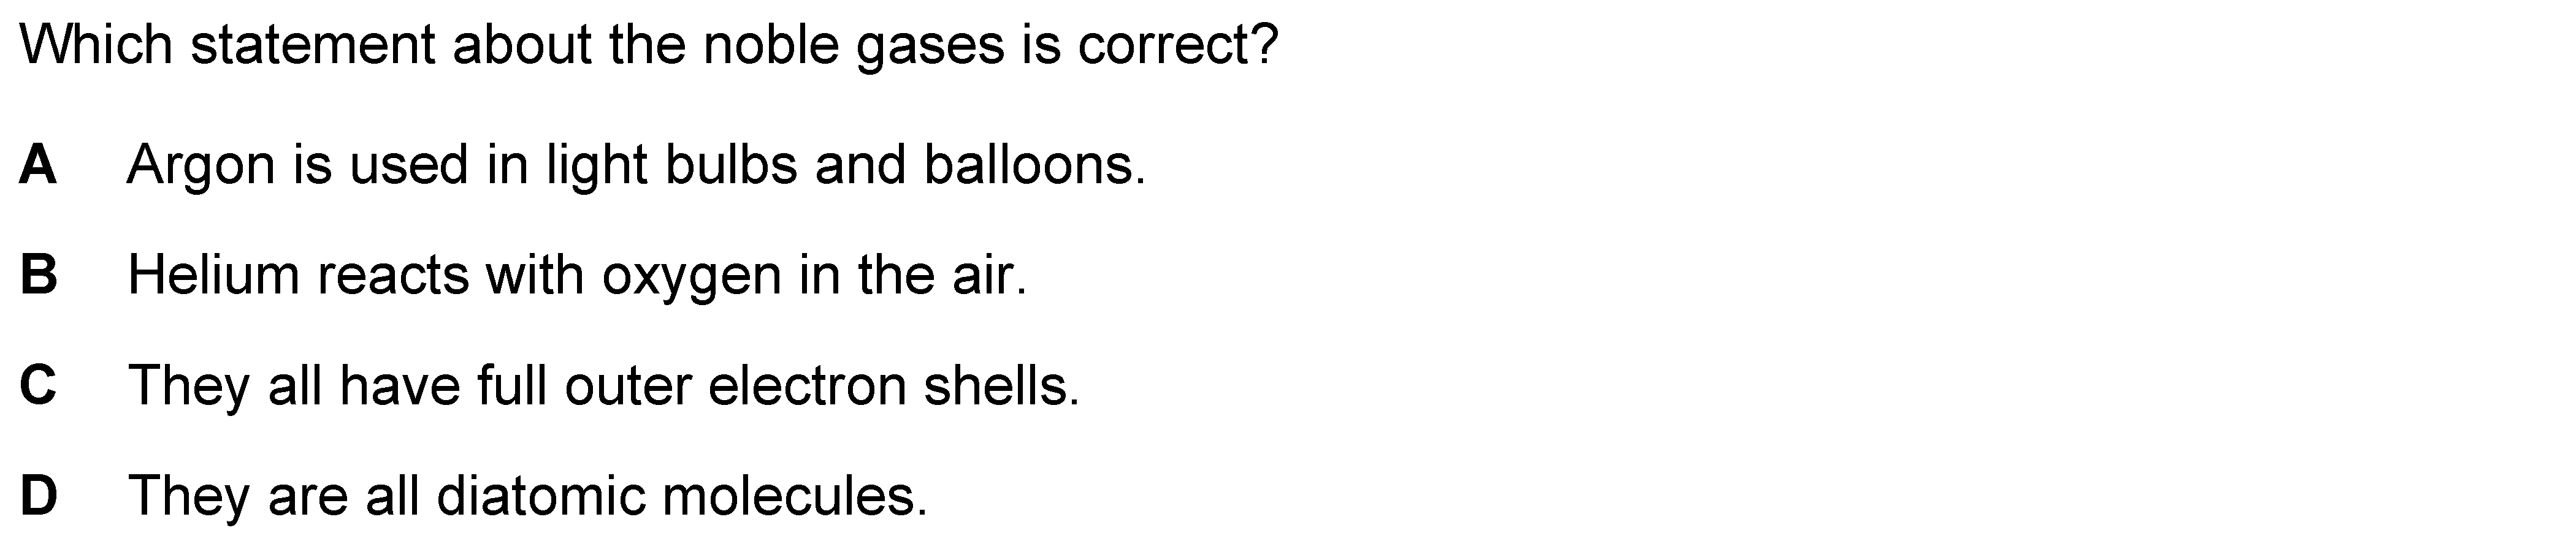 Which statement about the noble gases is correct?
A Argon is used in light bulbs and balloons.
B Helium reacts with oxygen in the air.
C They all have full outer electron shells.
D They are all diatomic molecules.